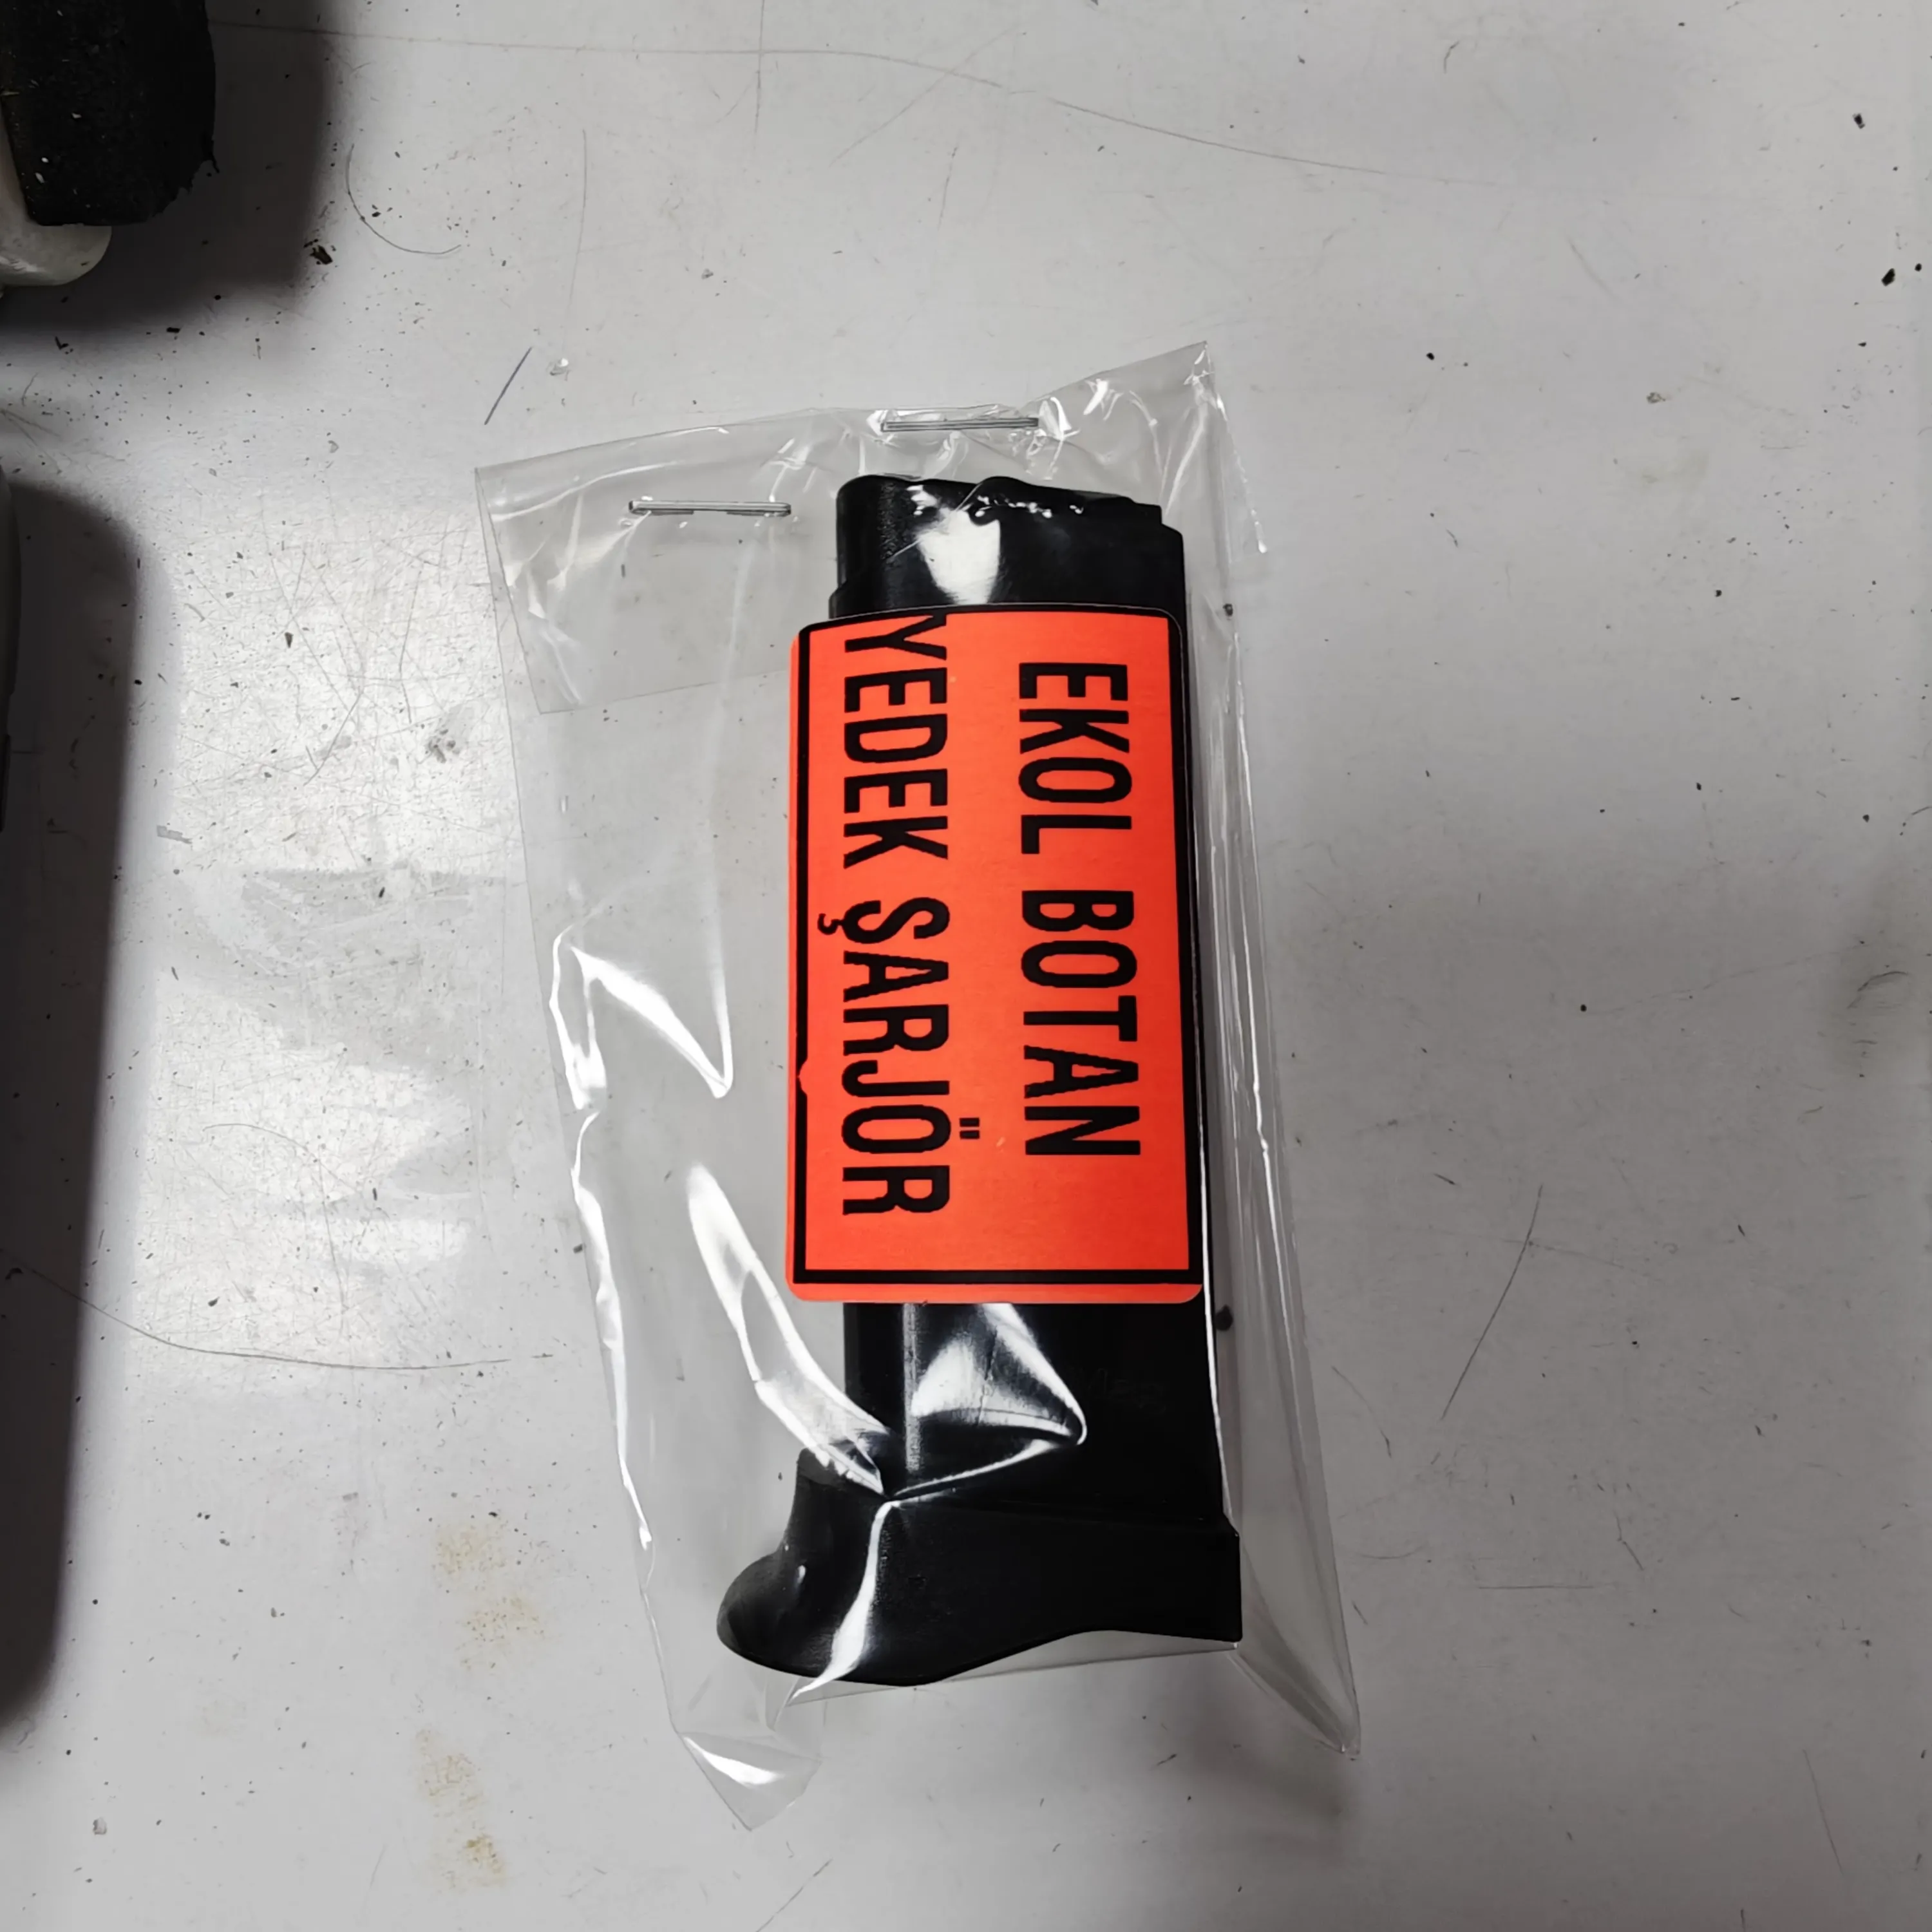 EKOL BOTAN
YEDEK ŞARJÖR